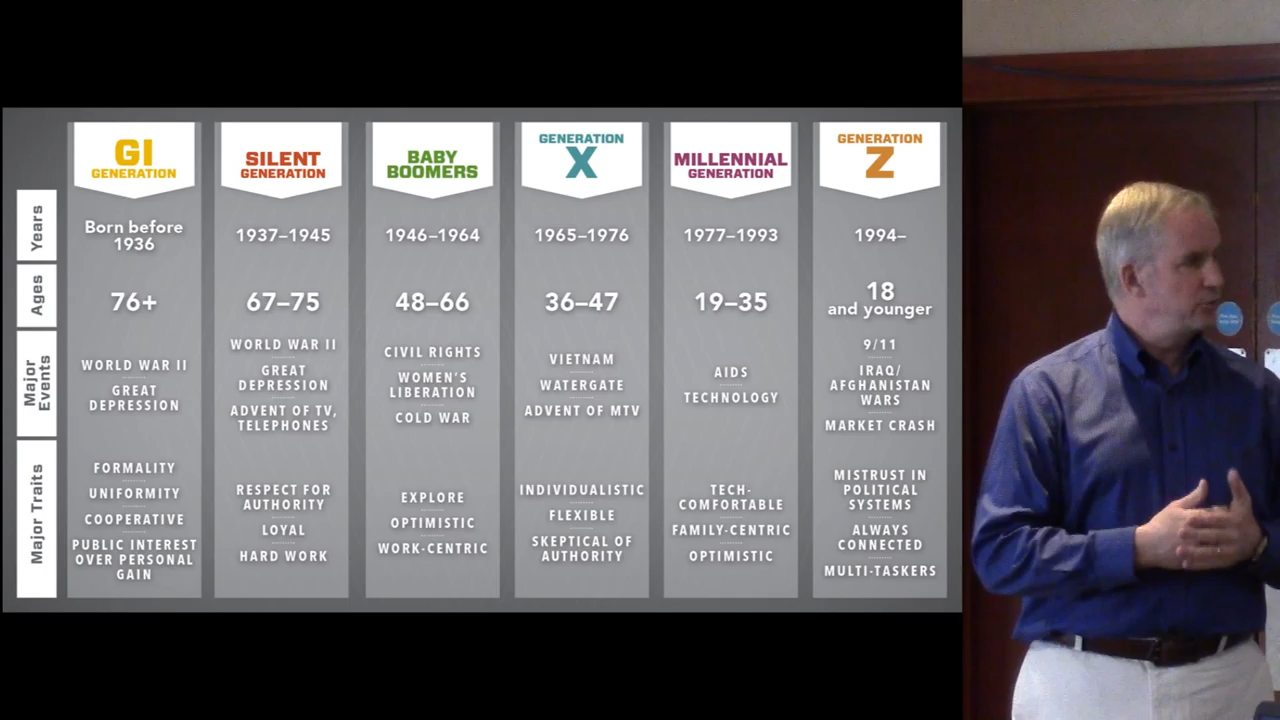 GI
GENERATION
SILENT
GENERATION
BABY
BOOMERS
GENERATION
X
MILLENNIAL
GENERATION
GENERATION
Z
Years
Born before
1936
1937–1945
1946–1964
1965–1976
1977–1993
1994–
Ages
76+
67–75
48–66
36–47
19–35
18
and younger
Major
Events
WORLD WAR II
GREAT
DEPRESSION
WORLD WAR II
GREAT
DEPRESSION
ADVENT OF TV,
TELEPHONES
CIVIL RIGHTS
WOMEN'S
LIBERATION
COLD WAR
VIETNAM
WATERGATE
ADVENT OF MTV
AIDS
TECHNOLOGY
9/11
IRAQ/
AFGHANISTAN
WARS
MARKET CRASH
Major Traits
FORMALITY
UNIFORMITY
COOPERATIVE
PUBLIC INTEREST
OVER PERSONAL
GAIN
RESPECT FOR
AUTHORITY
LOYAL
HARD WORK
EXPLORE
OPTIMISTIC
WORK-CENTRIC
INDIVIDUALISTIC
FLEXIBLE
SKEPTICAL OF
AUTHORITY
TECH-
COMFORTABLE
FAMILY-CENTRIC
OPTIMISTIC
MISTRUST IN
POLITICAL
SYSTEMS
ALWAYS
CONNECTED
MULTI-TASKERS